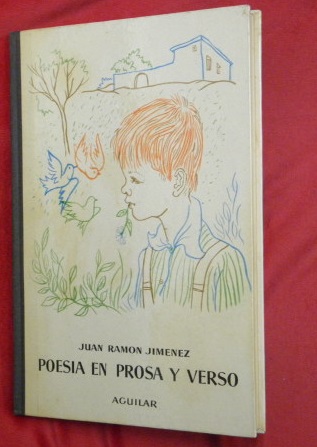 JUAN RAMON JIMENEZ
POESIA EN PROSA Y VERSO
AGUILAR